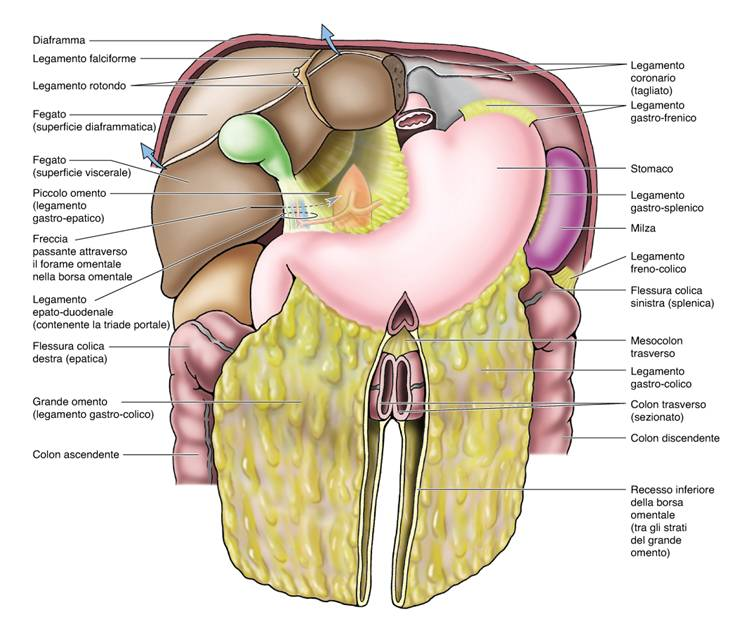 Diaframma
Legamento falciforme
Legamento rotondo
Fegato
(superficie diaframmatica)
Fegato
(superficie viscerale)
Piccolo omento
(legamento
gastro-epatico)
Freccia
passante attraverso
il forame omentale
nella borsa omentale
Legamento
epato-duodenale
(contenente la triade portale)
Flessura colica
destra (epatica)
Grande omento
(legamento gastro-colico)
Colon ascendente
Legamento
coronario
(tagliato)
Legamento
gastro-frenico
Stomaco
Legamento
gastro-splenico
Milza
Legamento
freno-colico
Flessura colica
sinistra (splenica)
Mesocolon
trasverso
Legamento
gastro-colico
Colon trasverso
(sezionato)
Colon discendente
Recesso inferiore
della borsa
omentale
(tra gli strati
del grande
omento)